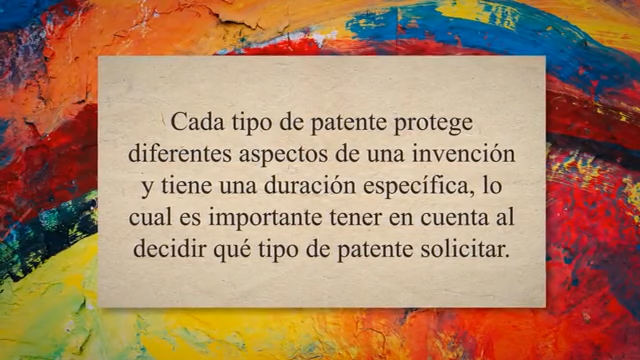 Cada tipo de patente protege
diferentes aspectos de una invención
y tiene una duración específica, lo
cual es importante tener en cuenta al
decidir qué tipo de patente solicitar.